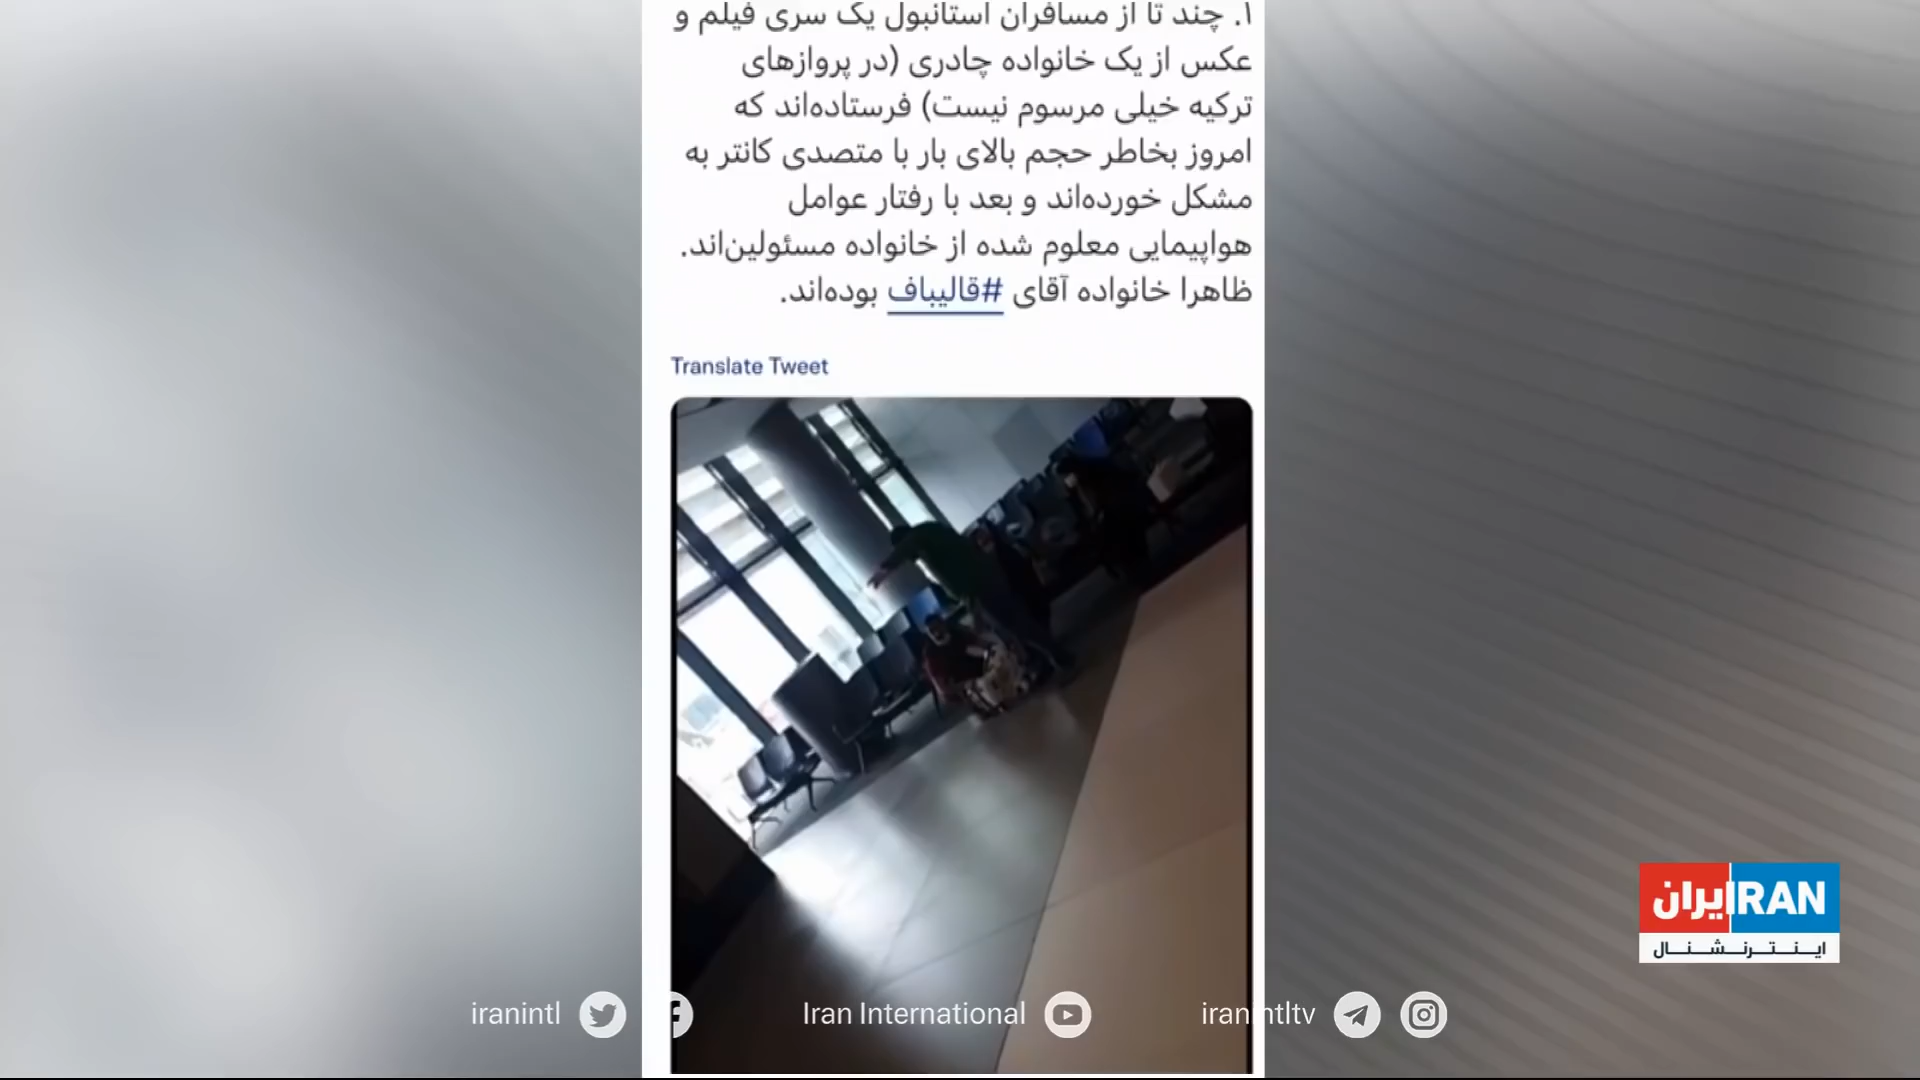 ۱. چند تا از مسافران استانبول یک سری فیلم و
عکس از یک خانواده چادری (در پروازهای
ترکیه خیلی مرسوم نیست) فرستاده‌اند که
امروز بخاطر حجم بالای بار با متصدی کانتر به
مشکل خورده‌اند و بعد با رفتار عوامل
هواپیمایی معلوم شده از خانواده مسئولین‌اند.
ظاهرا خانواده آقای #قالیباف بوده‌اند.
Translate Tweet
ایران IRAN
اینترنشنال
iranintl
Iran International
iranintltv